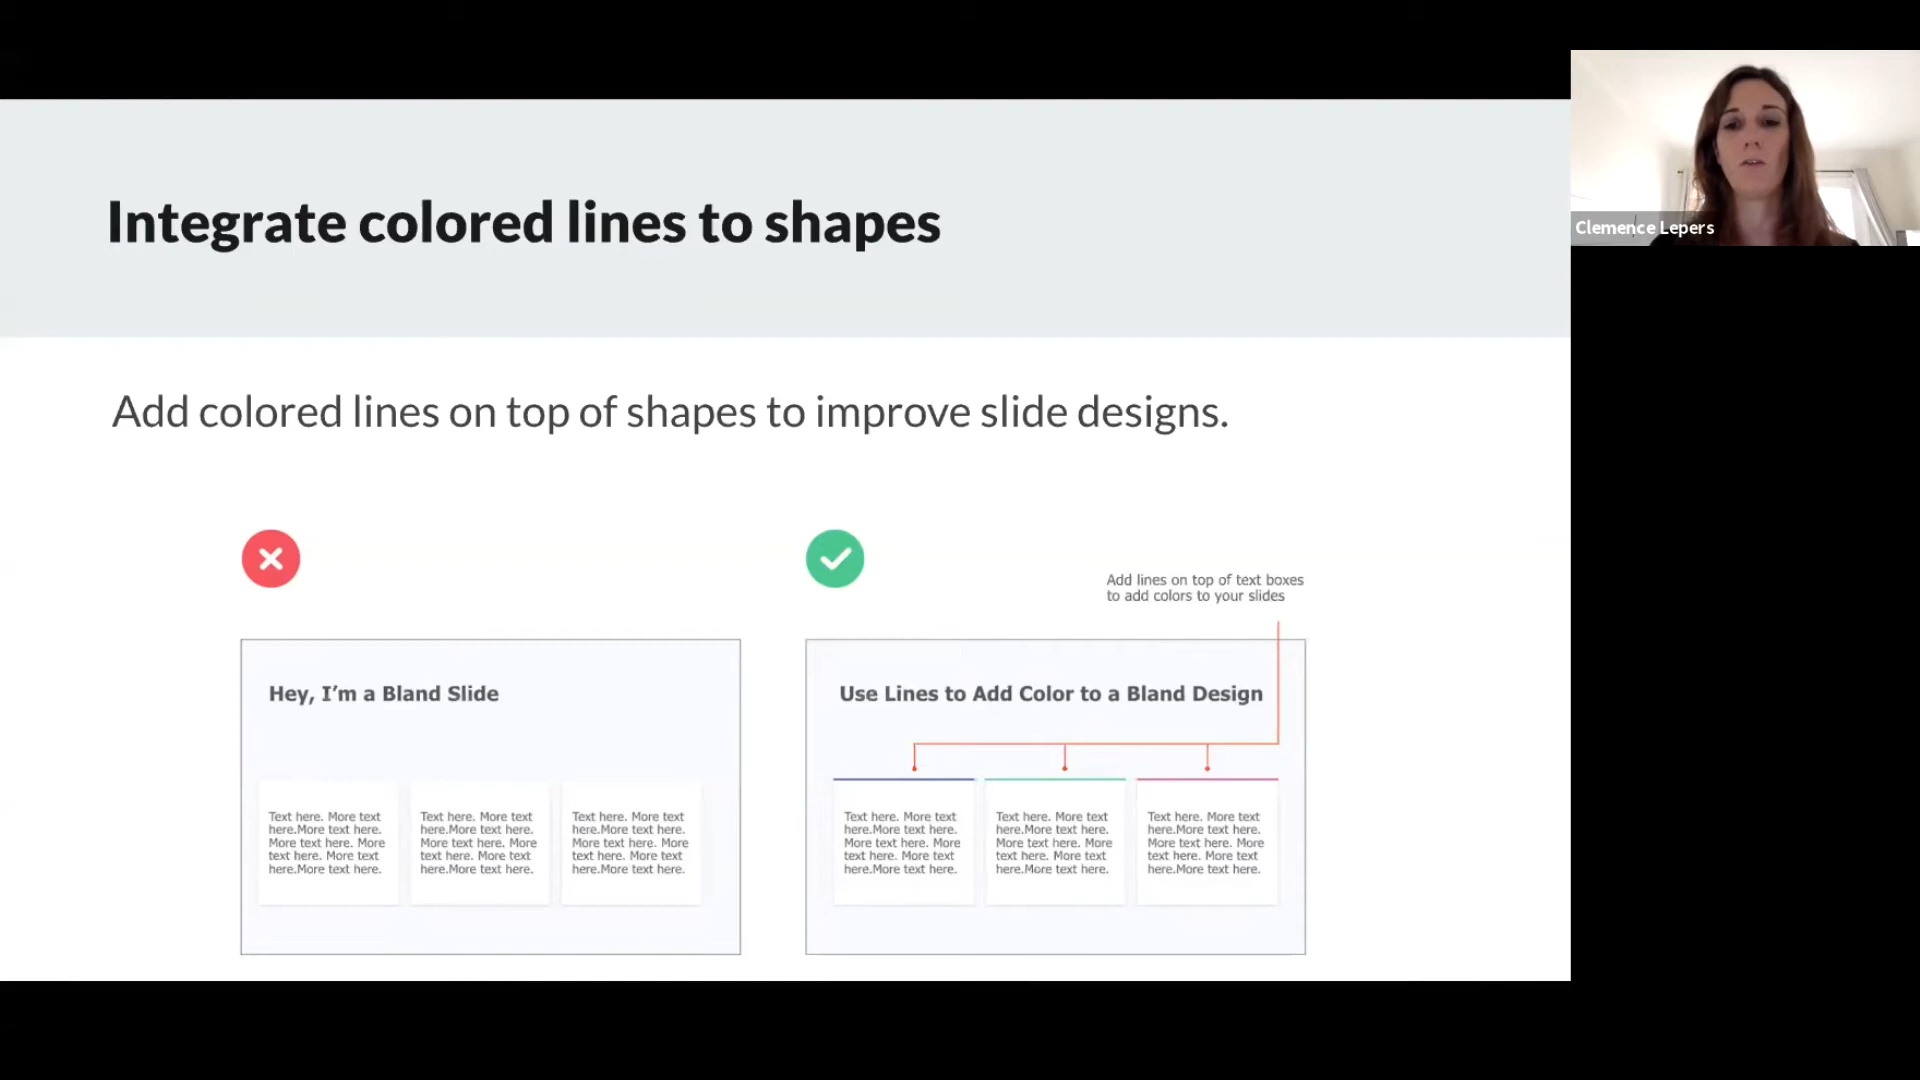 Integrate colored lines to shapes
Clemence Lepers
Add colored lines on top of shapes to improve slide designs.
Add lines on top of text boxes
to add colors to your slides
Hey, I'm a Bland Slide
Text here. More text
here.More text here.
More text here. More
text here. More text
here.More text here.
Text here. More text
here.More text here.
More text here. More
text here. More text
here.More text here.
Text here. More text
here.More text here.
More text here. More
text here. More text
here.More text here.
Use Lines to Add Color to a Bland Design
Text here. More text
here.More text here.
More text here. More
text here. More text
here.More text here.
Text here. More text
here.More text here.
More text here. More
text here. More text
here.More text here.
Text here. More text
here.More text here.
More text here. More
text here. More text
here.More text here.